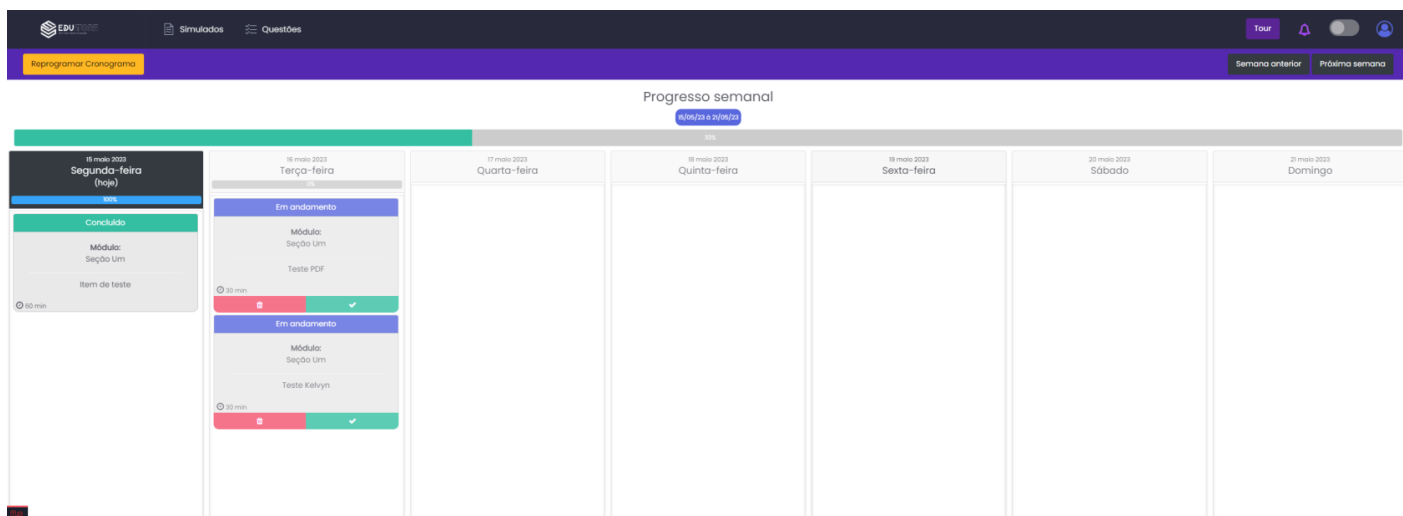 EDU
Simulados
Questões
Tour
Reprogramar Cronograma
Semana anterior
Próxima semana
Progresso semanal
15/05/23 à 21/05/23
33%
15 maio 2023
Segunda-feira
(hoje)
100%
Concluído
Módulo:
Seção Um
Item de teste
60 min
16 maio 2023
Terça-feira
0%
Em andamento
Módulo:
Seção Um
Teste PDF
30 min
Em andamento
Módulo:
Seção Um
Teste Kelvyn
30 min
17 maio 2023
Quarta-feira
18 maio 2023
Quinta-feira
19 maio 2023
Sexta-feira
20 maio 2023
Sábado
21 maio 2023
Domingo